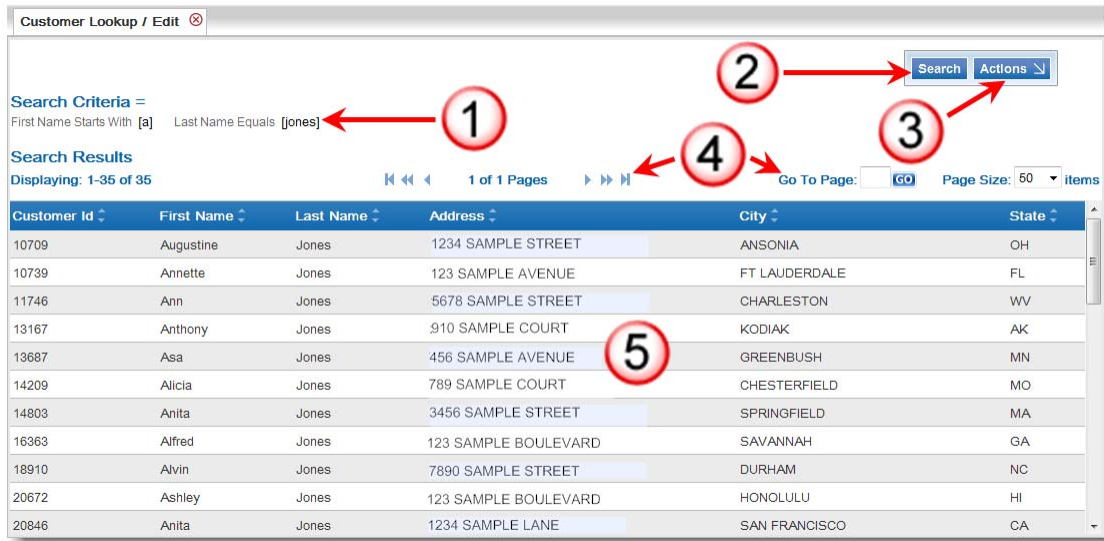 Customer Lookup / Edit
2 Search Actions
Search Criteria =
First Name Starts With [a] Last Name Equals [jones] 1 3
Search Results 4
Displaying: 1-35 of 35 1 of 1 Pages Go To Page: GO Page Size: 50 items
Customer Id First Name Last Name Address City State
10709 Augustine Jones 1234 SAMPLE STREET ANSONIA OH
10739 Annette Jones 123 SAMPLE AVENUE FT LAUDERDALE FL
11746 Ann Jones 5678 SAMPLE STREET CHARLESTON WV
13167 Anthony Jones 910 SAMPLE COURT KODIAK AK
13687 Asa Jones 456 SAMPLE AVENUE 5 GREENBUSH MN
14209 Alicia Jones 789 SAMPLE COURT CHESTERFIELD MO
14803 Anita Jones 3456 SAMPLE STREET SPRINGFIELD MA
16363 Alfred Jones 123 SAMPLE BOULEVARD SAVANNAH GA
18910 Alvin Jones 7890 SAMPLE STREET DURHAM NC
20672 Ashley Jones 123 SAMPLE BOULEVARD HONOLULU HI
20846 Anita Jones 1234 SAMPLE LANE SAN FRANCISCO CA